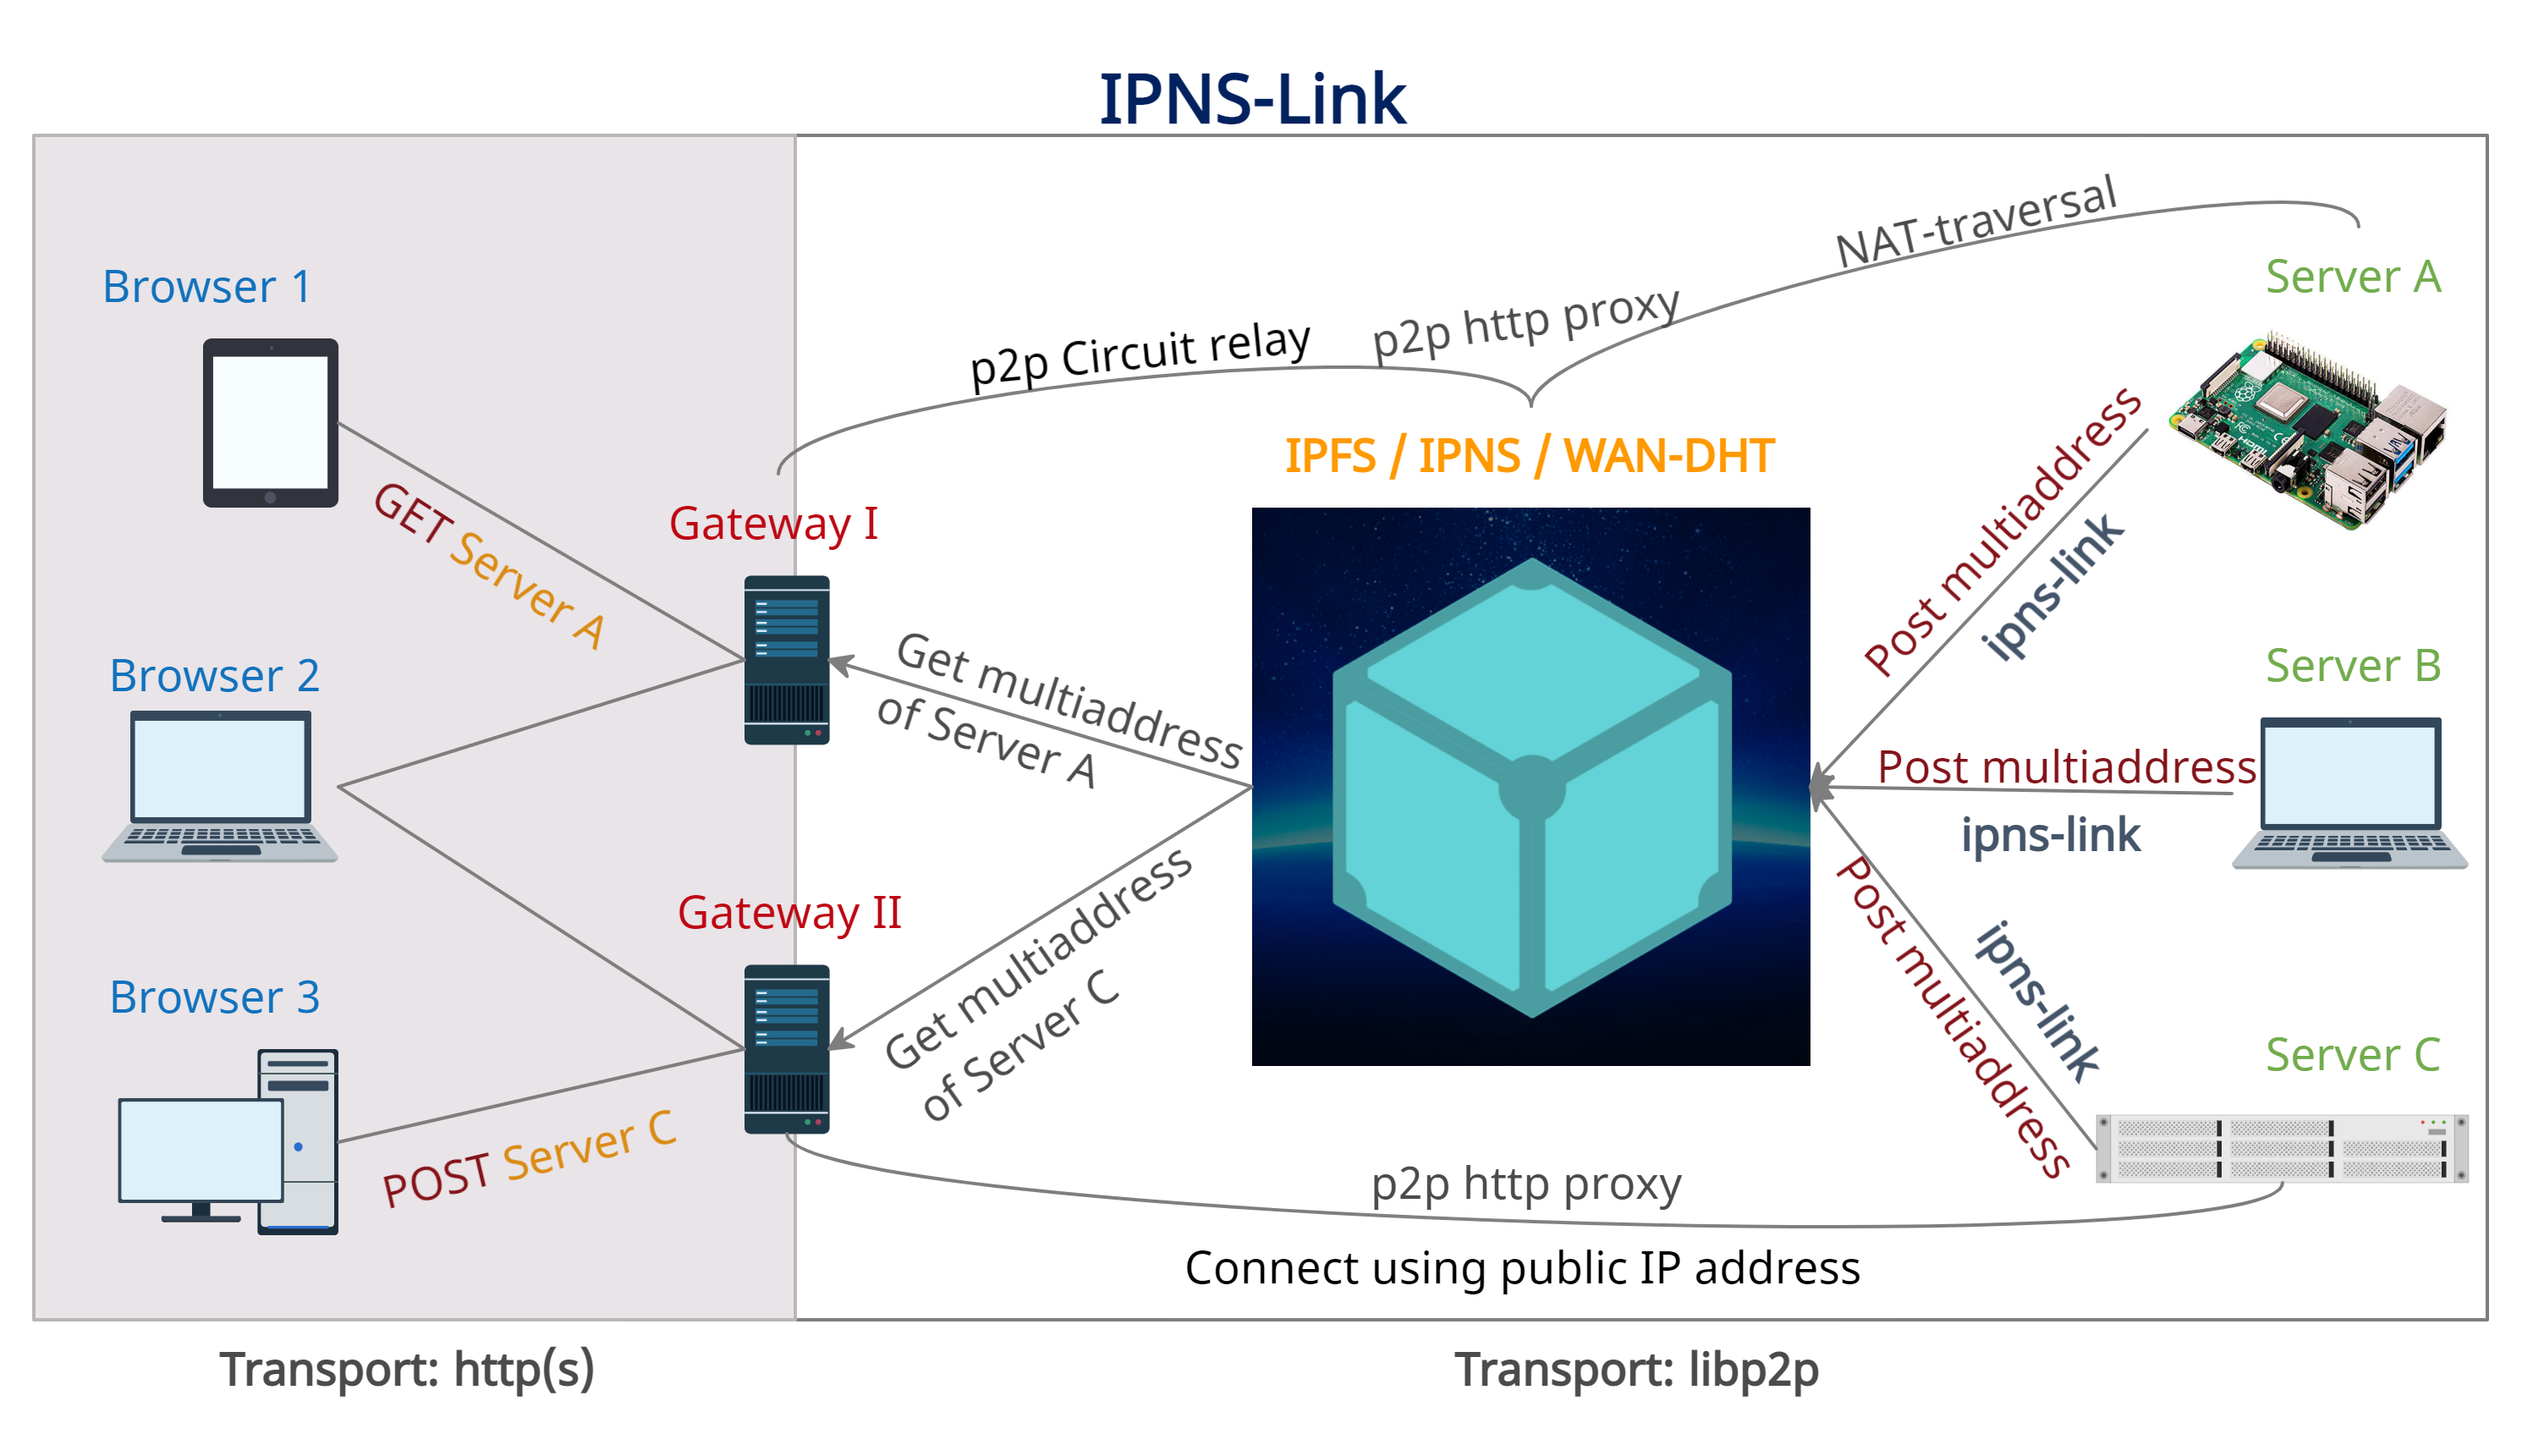 IPNS-Link
NAT-traversal
p2p http proxy
p2p Circuit relay
Browser 1
Server A
IPFS / IPNS / WAN-DHT
GET Server A
Gateway I
Post multiaddress
ipns-link
Get multiaddress
of Server A
Browser 2
Server B
Post multiaddress
ipns-link
Gateway II
Get multiaddress
of Server C
Post multiaddress
ipns-link
Browser 3
Server C
POST Server C
p2p http proxy
Connect using public IP address
Transport: http(s)
Transport: libp2p